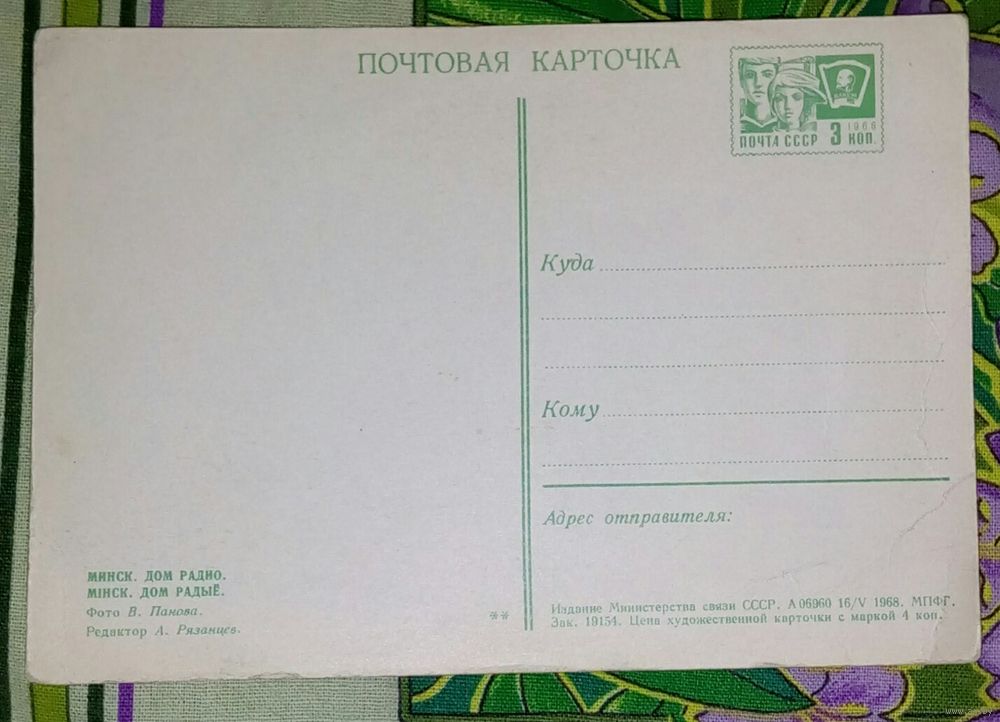 ПОЧТОВАЯ КАРТОЧКА
1966
ПОЧТА СССР 3 КОП.
Куда
Кому
Адрес отправителя:
МИНСК. ДОМ РАДИО.
МІНСК. ДОМ РАДЫЁ.
Фото В. Панова.
Редактор А. Рязанцев.
**
Издание Министерства связи СССР. А 06960 16/V 1968. МПФГ.
Зак. 19154. Цена художественной карточки с маркой 4 коп.